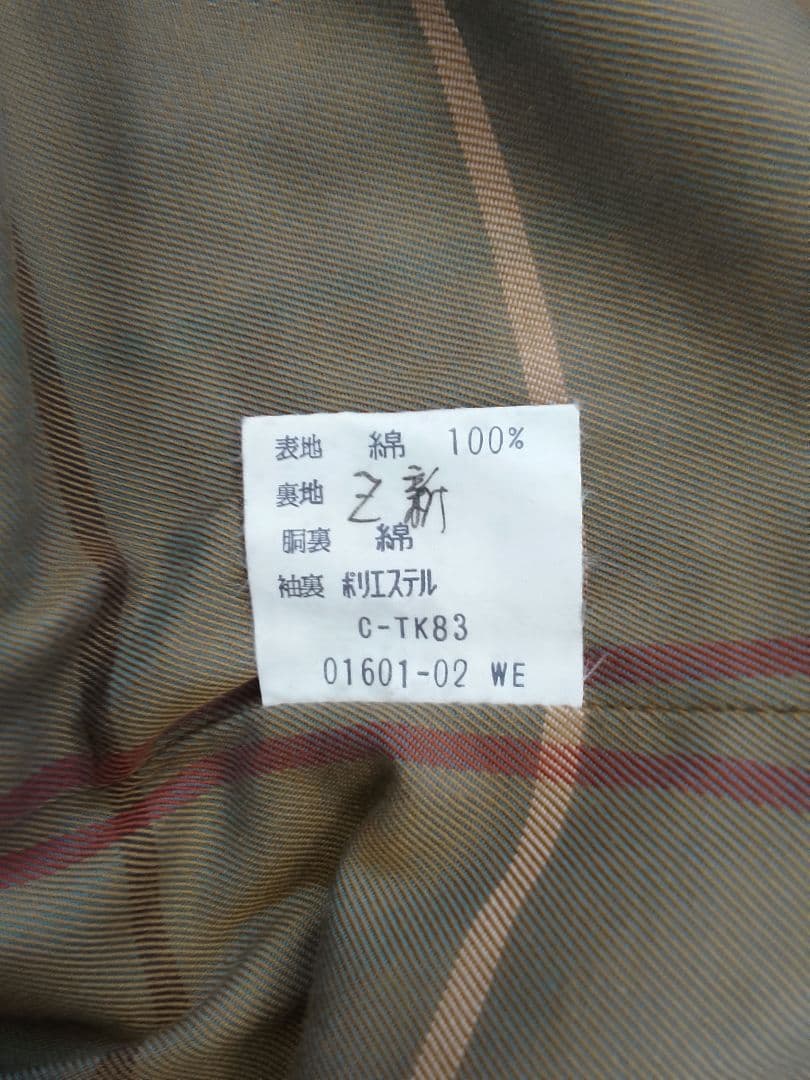 表地 綿 100%
裏地
Z新
胴裏 綿
袖裏 ポリエステル
C-TK83
01601-02 WE